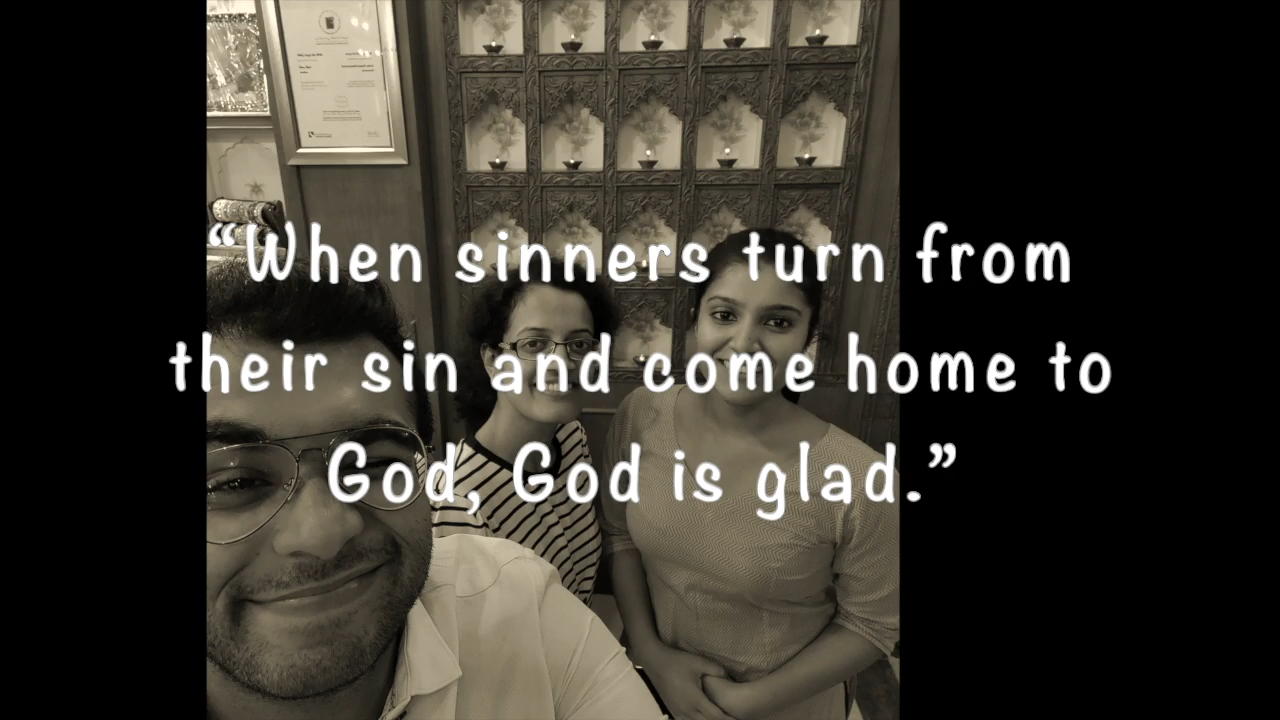 “When sinners turn from
their sin and come home to
God, God is glad.”